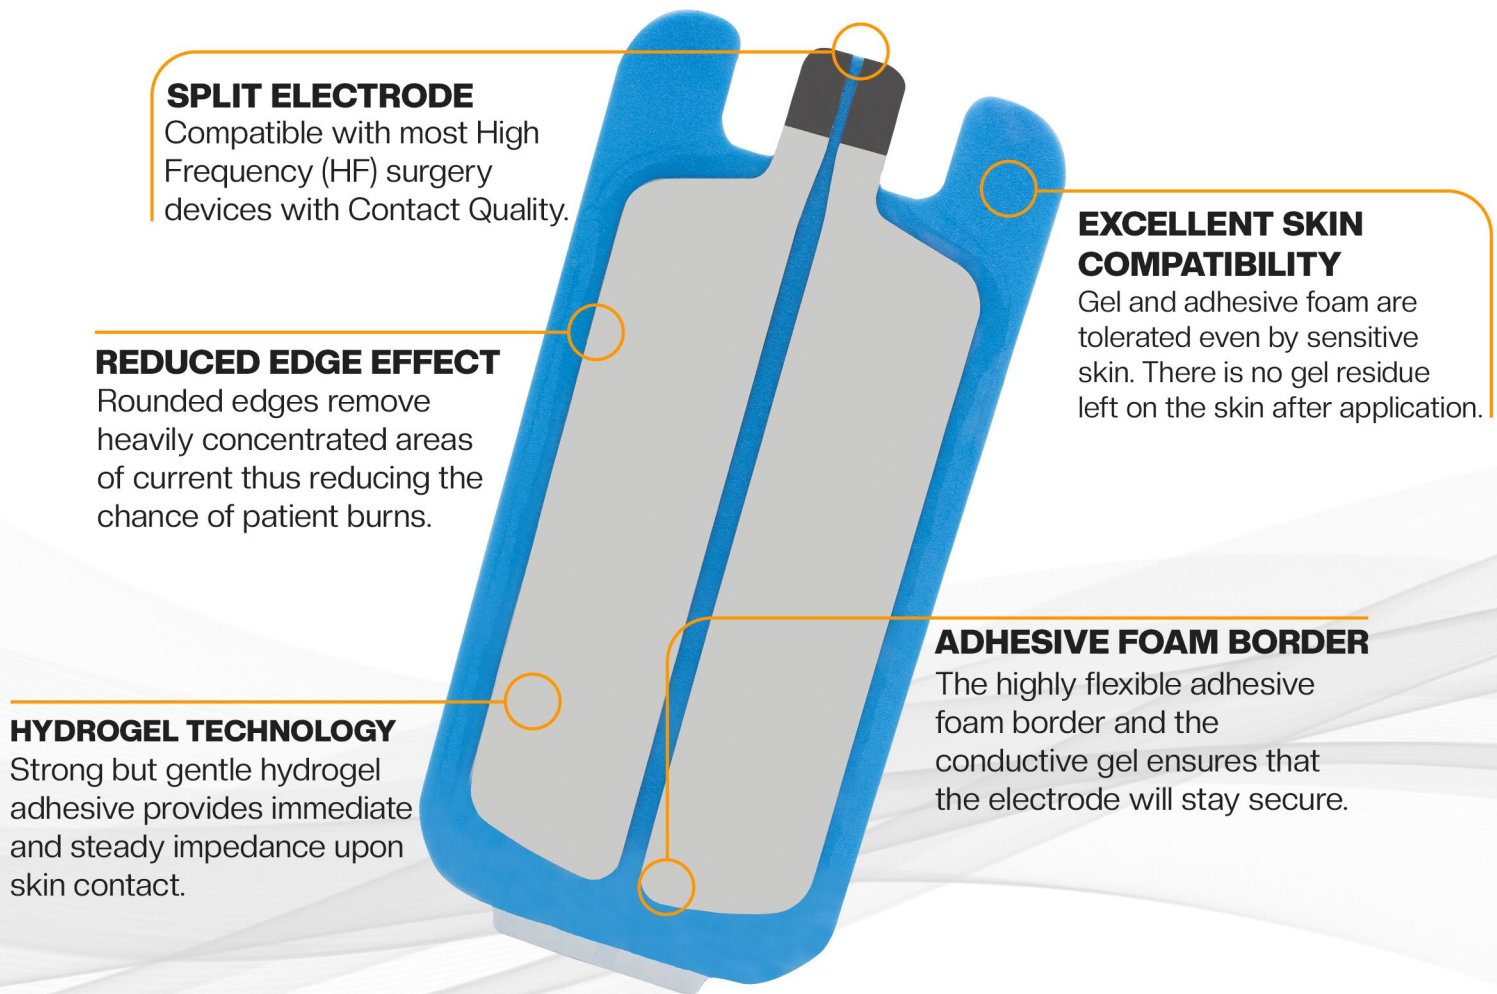 SPLIT ELECTRODE
Compatible with most High
Frequency (HF) surgery
devices with Contact Quality.
EXCELLENT SKIN
COMPATIBILITY
Gel and adhesive foam are
tolerated even by sensitive
skin. There is no gel residue
left on the skin after application.
REDUCED EDGE EFFECT
Rounded edges remove
heavily concentrated areas
of current thus reducing the
chance of patient burns.
ADHESIVE FOAM BORDER
The highly flexible adhesive
foam border and the
conductive gel ensures that
the electrode will stay secure.
HYDROGEL TECHNOLOGY
Strong but gentle hydrogel
adhesive provides immediate
and steady impedance upon
skin contact.